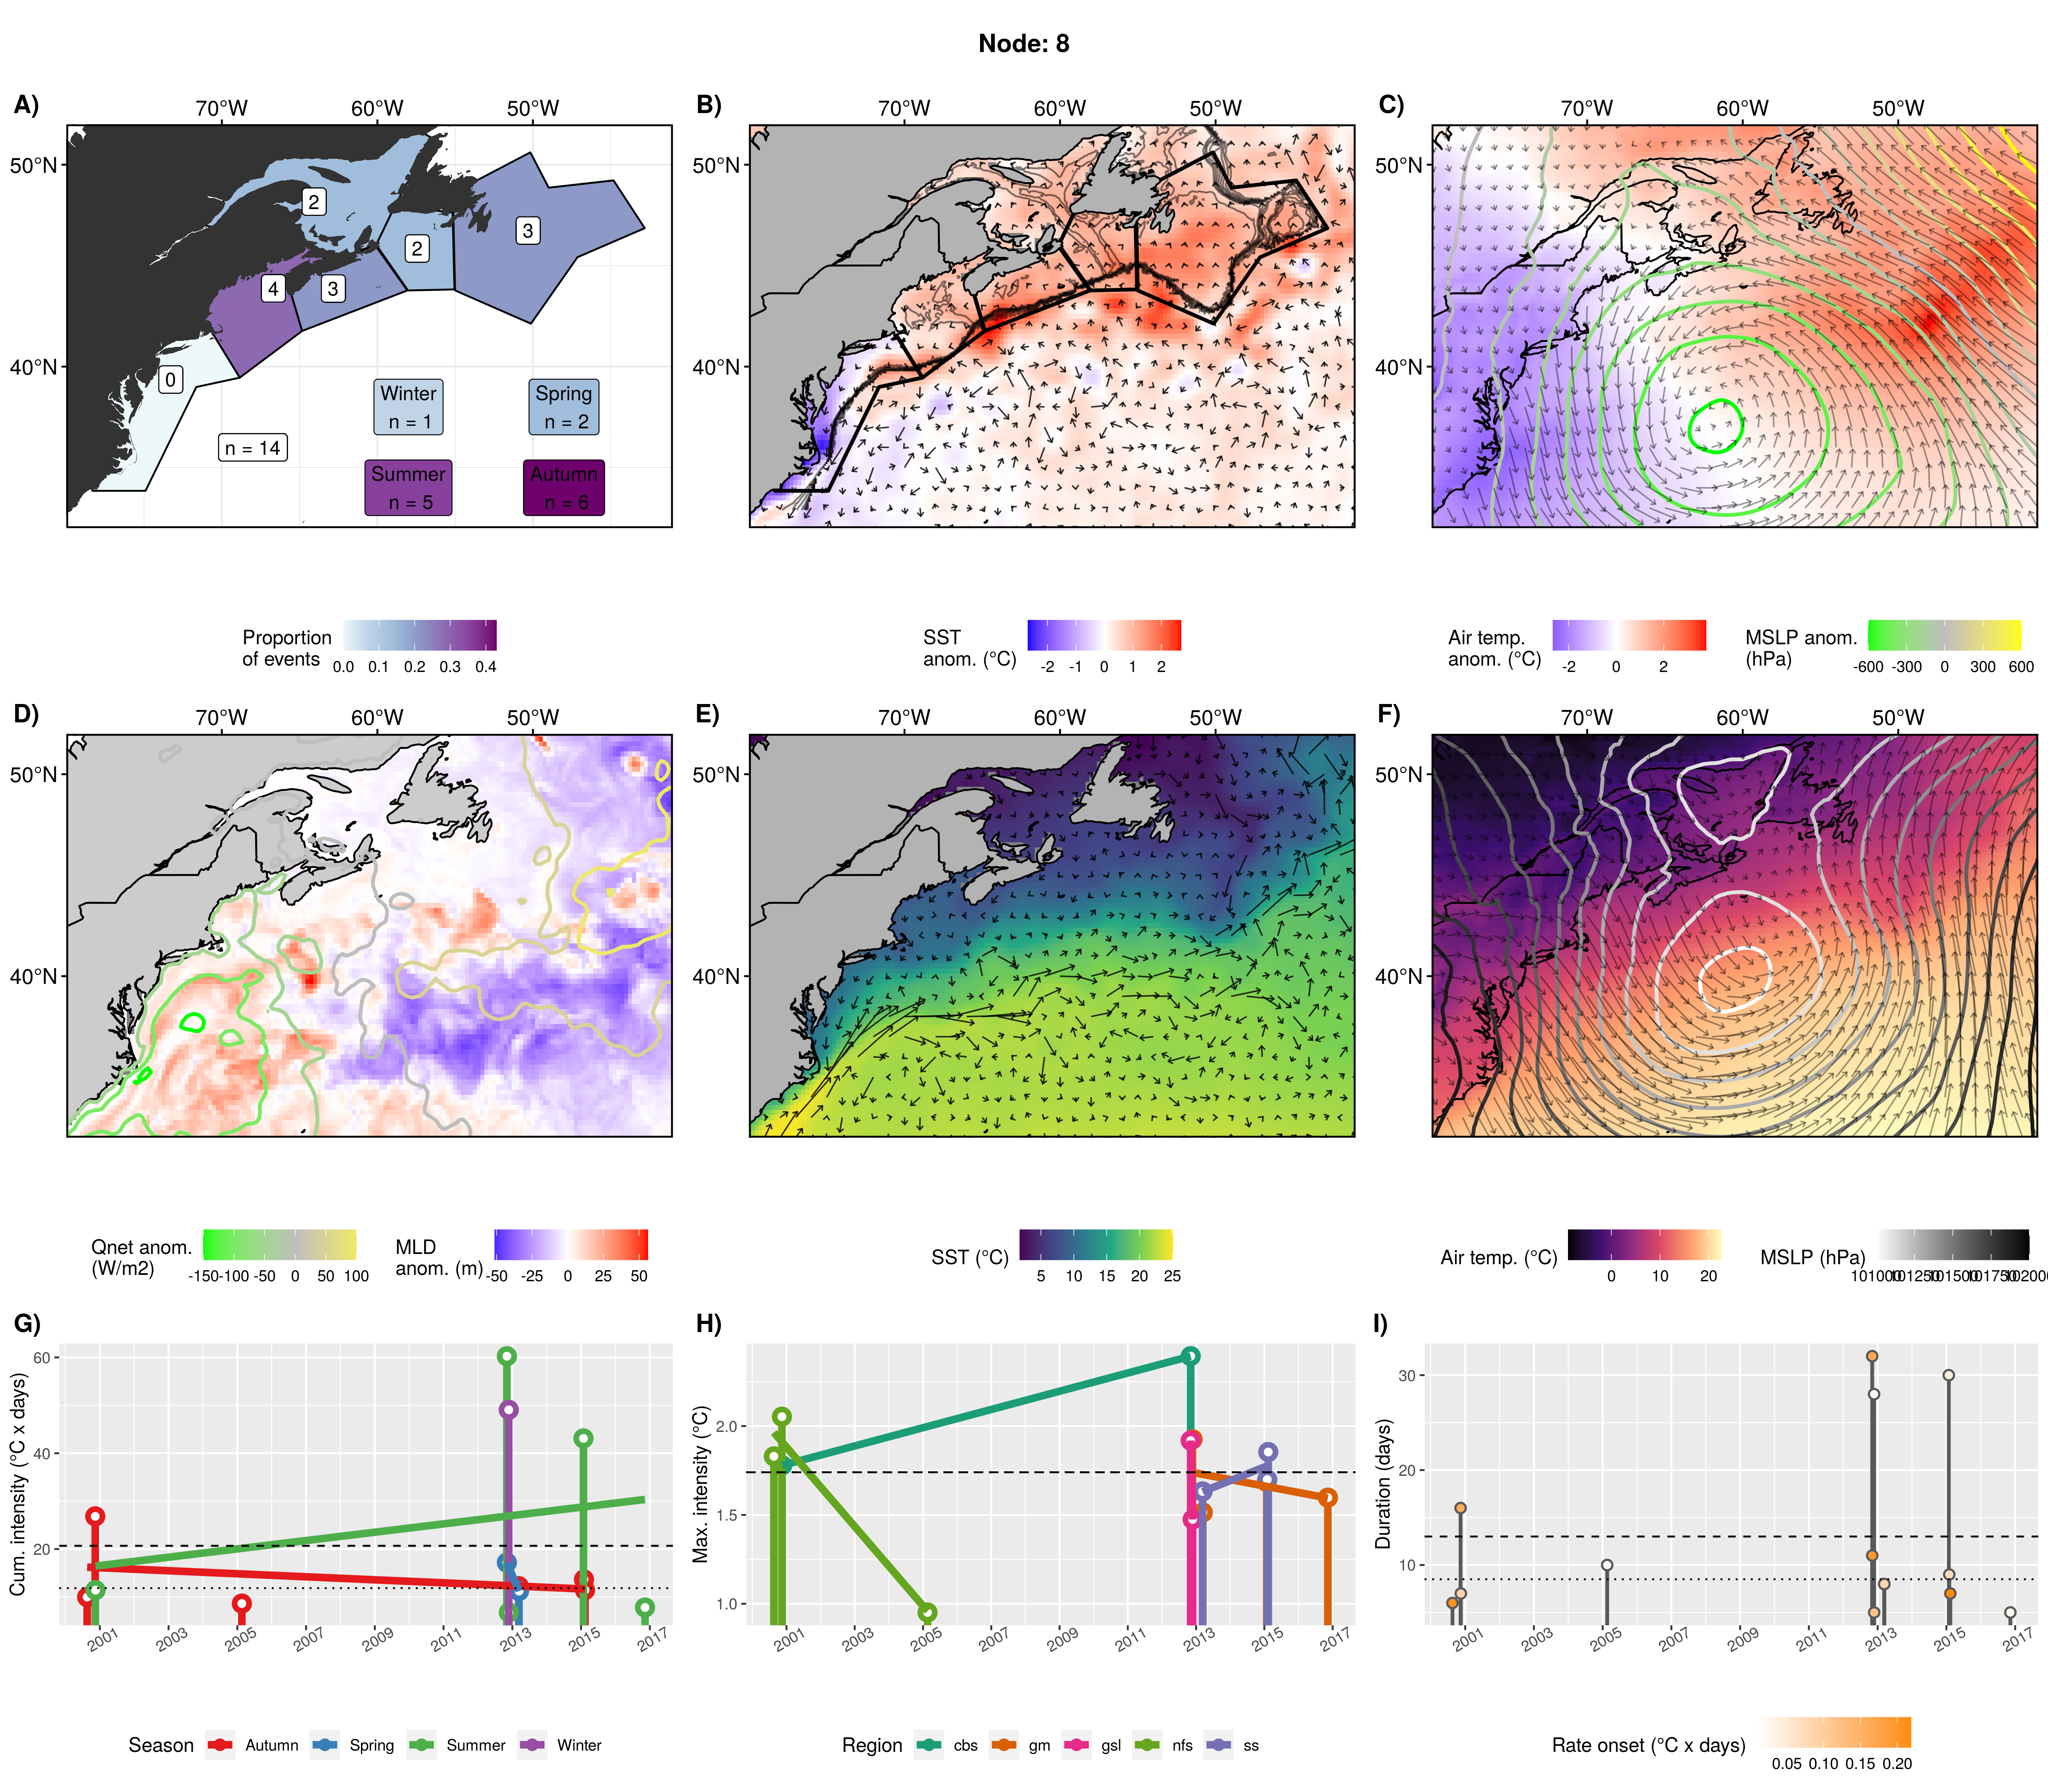 Node: 8
A)
70°W 60°W 50°W
50°N
40°N
2
2
3
4
3
0
n = 14
Winter
n = 1
Spring
n = 2
Summer
n = 5
Autumn
n = 6
Proportion
of events
0.0 0.1 0.2 0.3 0.4
B)
70°W 60°W 50°W
50°N
40°N
SST
anom. (°C)
-2 -1 0 1 2
C)
70°W 60°W 50°W
50°N
40°N
Air temp.
anom. (°C)
-2 0 2
MSLP anom.
(hPa)
-600 -300 0 300 600
D)
70°W 60°W 50°W
50°N
40°N
Qnet anom.
(W/m2)
-150 -100 -50 0 50 100
MLD
anom. (m)
-50 -25 0 25 50
E)
70°W 60°W 50°W
50°N
40°N
SST (°C)
5 10 15 20 25
F)
70°W 60°W 50°W
50°N
40°N
Air temp. (°C)
0 10 20
MSLP (hPa)
101000 101250 101500 101750 102000
G)
Cum. intensity (°C x days)
60
40
20
2001 2003 2005 2007 2009 2011 2013 2015 2017
Season Autumn Spring Summer Winter
H)
Max. intensity (°C)
2.0
1.5
1.0
2001 2003 2005 2007 2009 2011 2013 2015 2017
Region cbs gm gsl nfs ss
I)
Duration (days)
30
20
10
2001 2003 2005 2007 2009 2011 2013 2015 2017
Rate onset (°C x days)
0.05 0.10 0.15 0.20